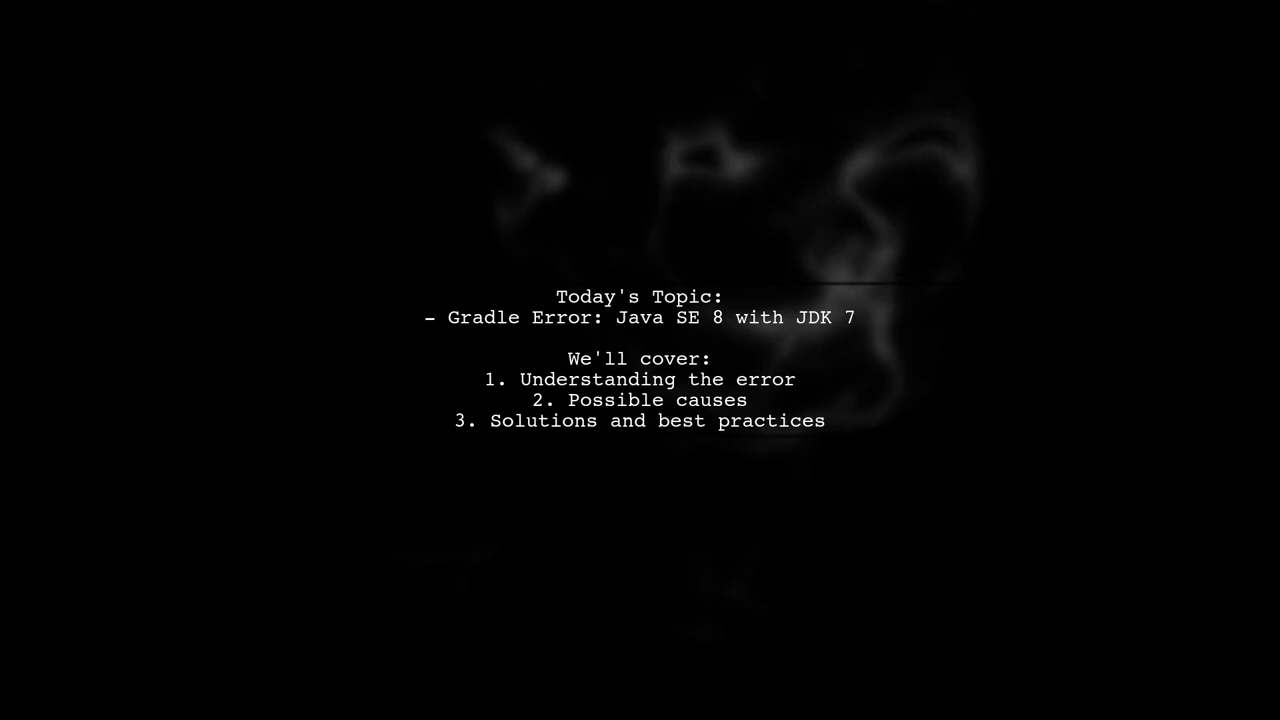 Today's Topic:
- Gradle Error: Java SE 8 with JDK 7
We'll cover:
1. Understanding the error
2. Possible causes
3. Solutions and best practices